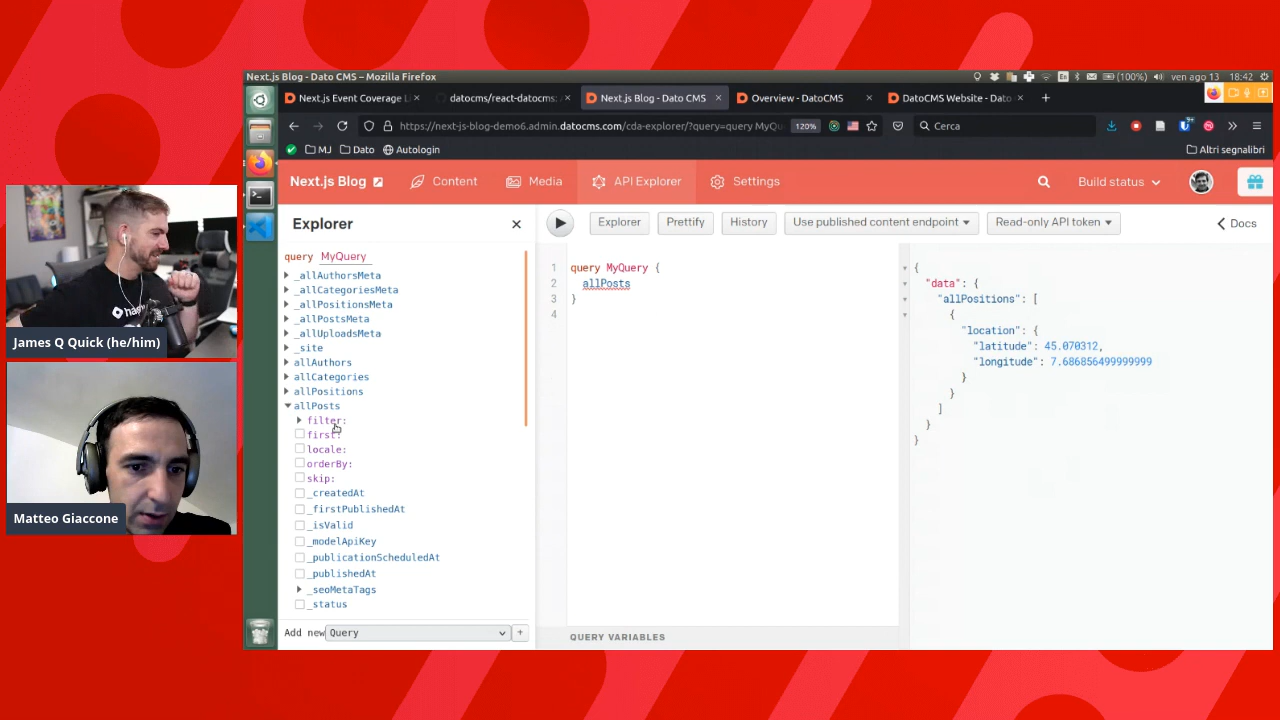 Next.js Blog - Dato CMS – Mozilla Firefox
(100%) ven ago 13 18:42
Next.js Event Coverage Li
datocms/react-datocms:
Next.js Blog - Dato CMS
Overview - DatoCMS
DatoCMS Website - Dato
https://next-js-blog-demo6.admin.datocms.com/cda-explorer/?query=query MyQu
120%
Cerca
MJ
Dato
Autologin
Altri segnalibri
Next.js Blog
Content
Media
API Explorer
Settings
Build status
Explorer
Explorer
Prettify
History
Use published content endpoint
Read-only API token
Docs
query MyQuery
_allAuthorsMeta
_allCategoriesMeta
_allPositionsMeta
_allPostsMeta
_allUploadsMeta
_site
allAuthors
allCategories
allPositions
allPosts
filter:
first:
locale:
orderBy:
skip:
_createdAt
_firstPublishedAt
_isValid
_modelApiKey
_publicationScheduledAt
_publishedAt
_seoMetaTags
_status
Add new Query +
1 query MyQuery {
2 allPosts
3 }
4
QUERY VARIABLES
{
"data": {
"allPositions": [
{
"location": {
"latitude": 45.070312,
"longitude": 7.686856499999999
}
}
]
}
}
James Q Quick (he/him)
Matteo Giaccone